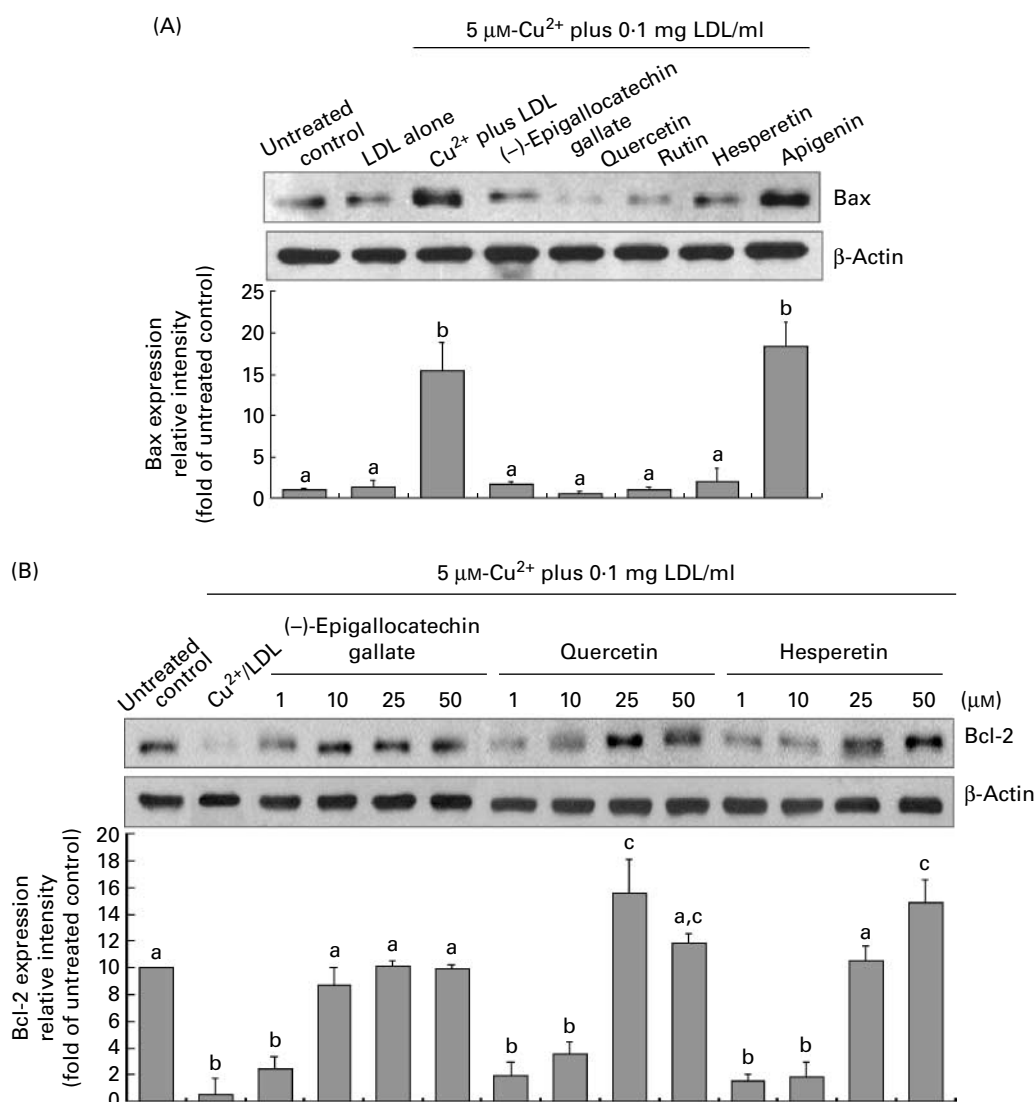 (A)
5 μM-Cu²⁺ plus 0·1 mg LDL/ml
Untreated
control
LDL alone
Cu²⁺ plus LDL
(–)-Epigallocatechin
gallate
Quercetin
Rutin
Hesperetin
Apigenin
Bax
β-Actin
Bax expression
relative intensity
(fold of untreated control)
25
20
15
10
5
0
a
a
b
a
a
a
a
b
(B)
5 μM-Cu²⁺ plus 0·1 mg LDL/ml
Untreated
control
Cu²⁺/LDL
(–)-Epigallocatechin
gallate
Quercetin
Hesperetin
1 10 25 50 1 10 25 50 1 10 25 50 (μM)
Bcl-2
β-Actin
Bcl-2 expression
relative intensity
(fold of untreated control)
20
18
16
14
12
10
8
6
4
2
0
a
b
b
a
a
a
b
b
c
a,c
b
b
a
c